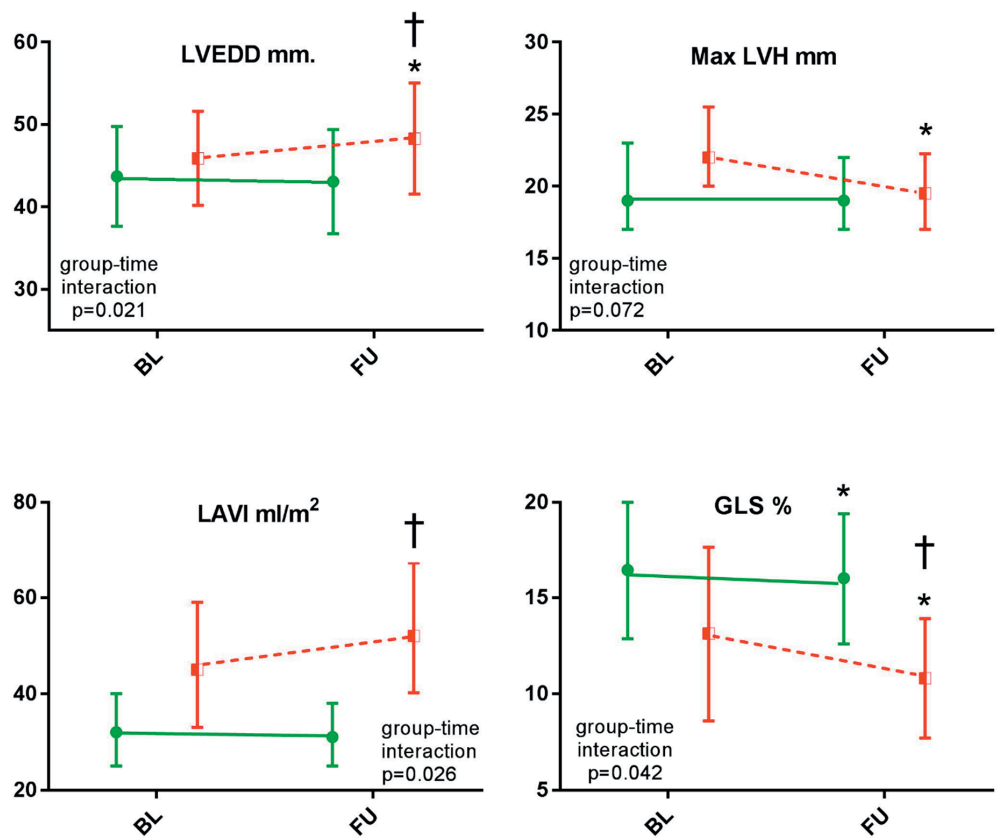 LVEDD mm.
†
*
60
50
40
30
group-time
interaction
p=0.021
BL
FU
Max LVH mm
*
30
25
20
15
10
group-time
interaction
p=0.072
BL
FU
LAVI ml/m²
†
80
60
40
20
group-time
interaction
p=0.026
BL
FU
GLS %
*
†
*
20
15
10
5
group-time
interaction
p=0.042
BL
FU